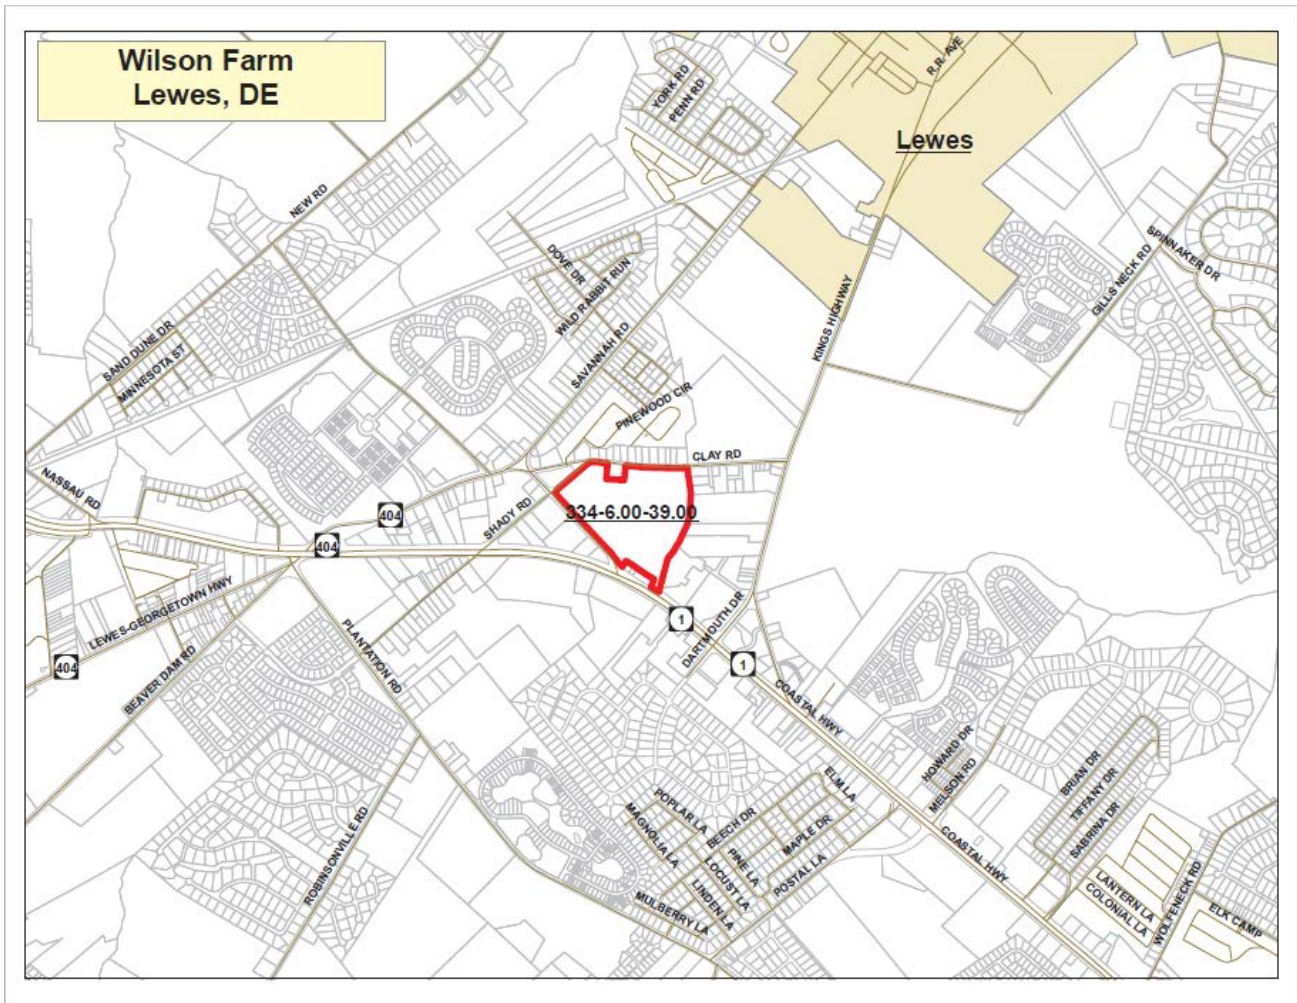 Wilson Farm
Lewes, DE
R.R. AVE
YORK RD
PENN RD
Lewes
NEW RD
SPINNAKER DR
DOVE DR
GILLS NECK RD
WILD RABBIT RUN
KINGS HIGHWAY
SAND DUNE DR
SAVANNAH RD
MINNESOTA ST
PINEWOOD CIR
CLAY RD
NASSAU RD
SHADY RD
334-6.00-39.00
404
404
LEWES-GEORGETOWN HWY
1
DARTMOUTH DR
PLANTATION RD
404
1
BEAVER DAM RD
COASTAL HWY
HOWARD DR
BRIAN DR
ELM LA
MELSON RD
TIFFANY DR
POPLAR LA
BEECH DR
MAPLE DR
SABRINA DR
MAGNOLIA LA
COASTAL HWY
ROBINSONVILLE RD
PINE LA
LOCUST LA
POSTAL LA
LANTERN LA
WOLFENECK RD
LINDEN LA
COLONIAL LA
MULBERRY LA
ELK CAMP